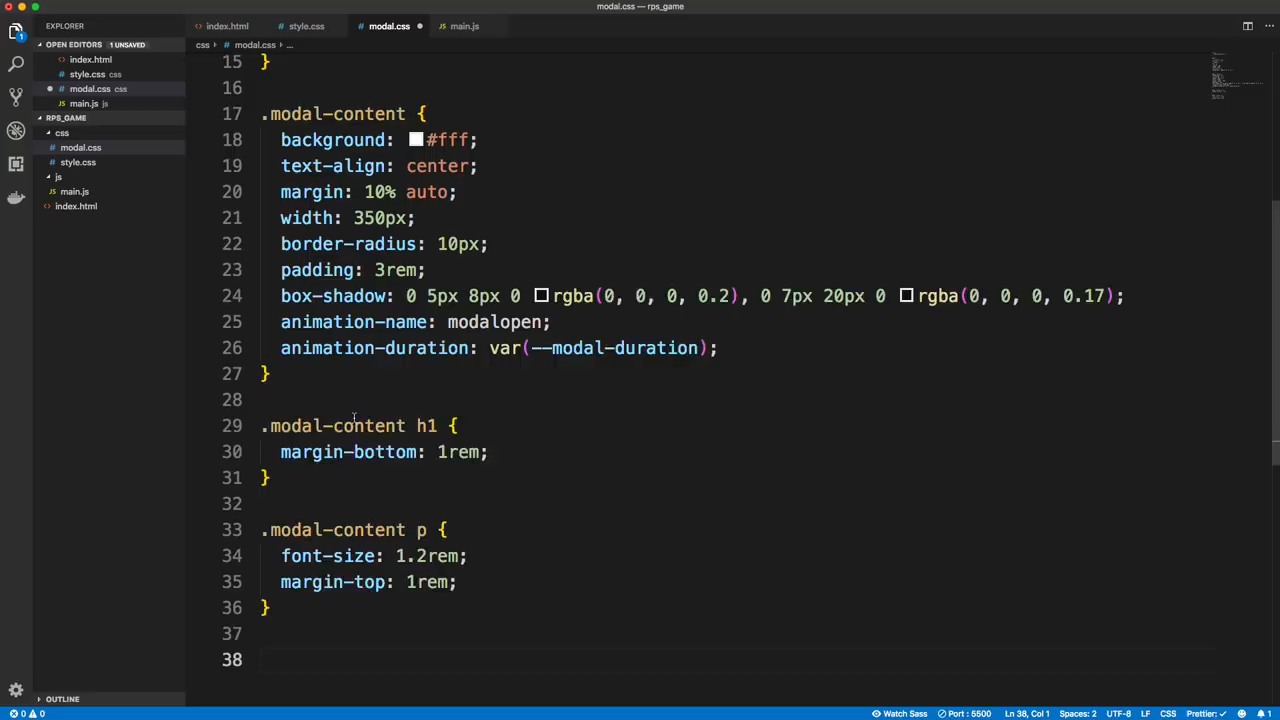 modal.css — rps_game
EXPLORER
index.html
style.css
modal.css
main.js
css
modal.css
...
OPEN EDITORS 1 UNSAVED
index.html
style.css css
modal.css css
main.js js
RPS_GAME
css
modal.css
style.css
js
main.js
index.html
15 }
16
17 .modal-content {
18 background: #fff;
19 text-align: center;
20 margin: 10% auto;
21 width: 350px;
22 border-radius: 10px;
23 padding: 3rem;
24 box-shadow: 0 5px 8px 0 rgba(0, 0, 0, 0.2), 0 7px 20px 0 rgba(0, 0, 0, 0.17);
25 animation-name: modalopen;
26 animation-duration: var(--modal-duration);
27 }
28
29 .modal-content h1 {
30 margin-bottom: 1rem;
31 }
32
33 .modal-content p {
34 font-size: 1.2rem;
35 margin-top: 1rem;
36 }
37
38
1
OUTLINE
0 0
Watch Sass
Port : 5500
Ln 38, Col 1
Spaces: 2
UTF-8
LF
CSS
Prettier: ✓
1